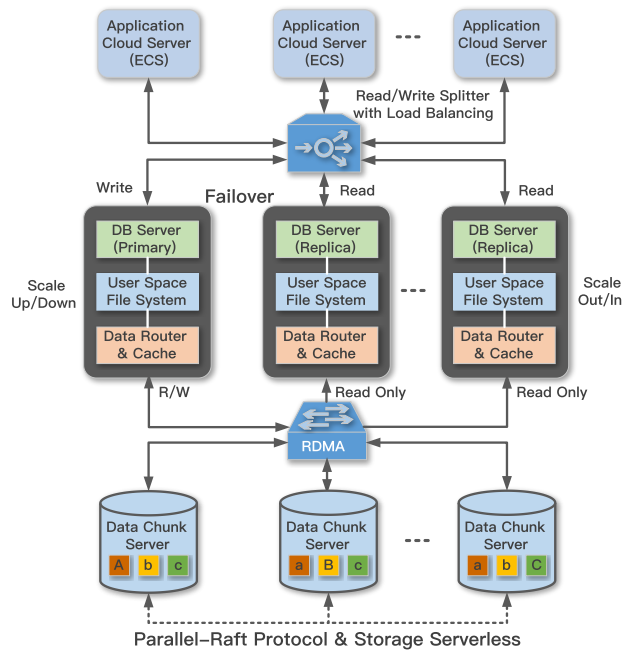 Application
Cloud Server
(ECS)
Application
Cloud Server
(ECS)
Application
Cloud Server
(ECS)
Read/Write Splitter
with Load Balancing
Write
Failover
Read
Read
DB Server
(Primary)
User Space
File System
Data Router
& Cache
DB Server
(Replica)
User Space
File System
Data Router
& Cache
DB Server
(Replica)
User Space
File System
Data Router
& Cache
Scale
Up/Down
Scale
Out/In
R/W
Read Only
Read Only
RDMA
Data Chunk
Server
A b c
Data Chunk
Server
a B c
Data Chunk
Server
a b C
Parallel-Raft Protocol & Storage Serverless